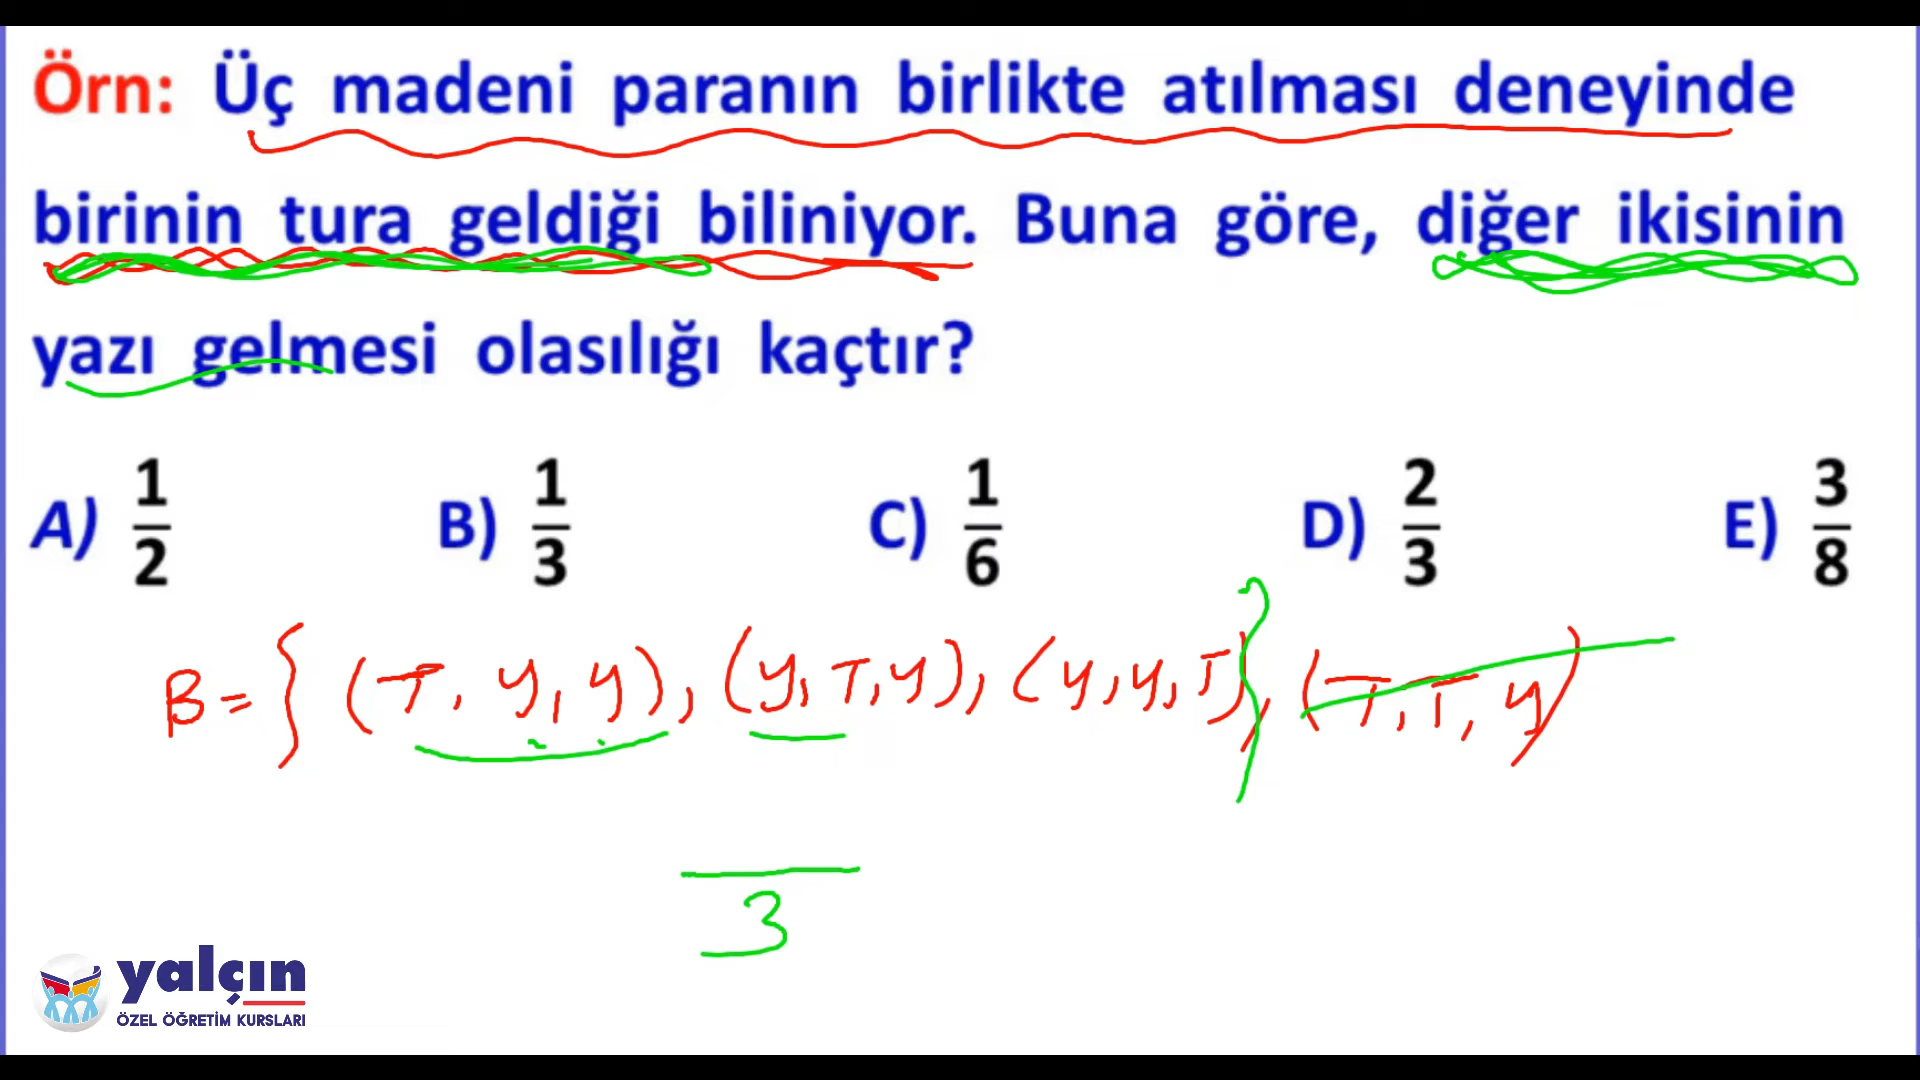 Örn: Üç madeni paranın birlikte atılması deneyinde
birinin tura geldiği biliniyor. Buna göre, diğer ikisinin
yazı gelmesi olasılığı kaçtır?
A) 1/2 B) 1/3 C) 1/6 D) 2/3 E) 3/8
B = { (T, y, y), (y, T, y), (y, y, T) }, (T, T, y)
3
yalçın
ÖZEL ÖĞRETİM KURSLARI